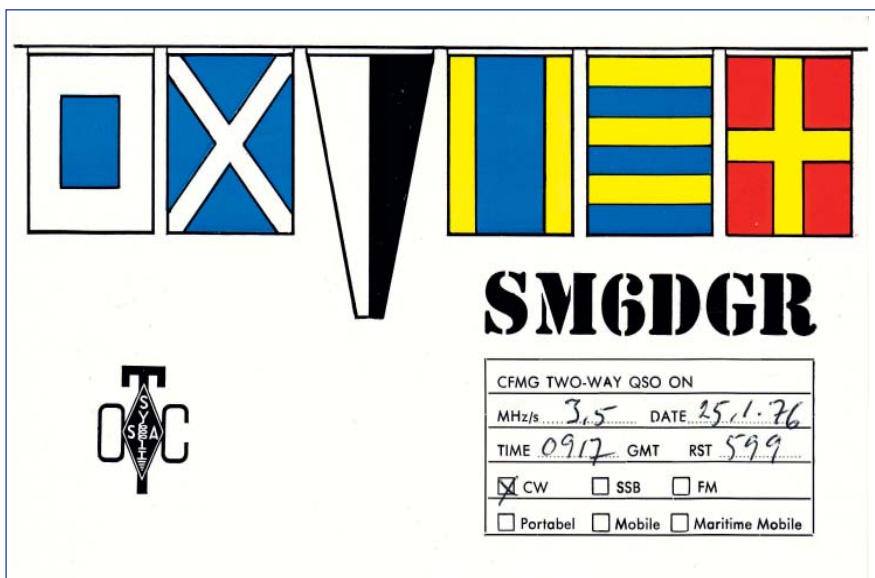 SM6DGR
CFMG TWO-WAY QSO ON
MHz/s 3,5 DATE 25.1.76
TIME 0917 GMT RST 599
CW SSB FM
Portabel Mobile Maritime Mobile
OTC
SSA